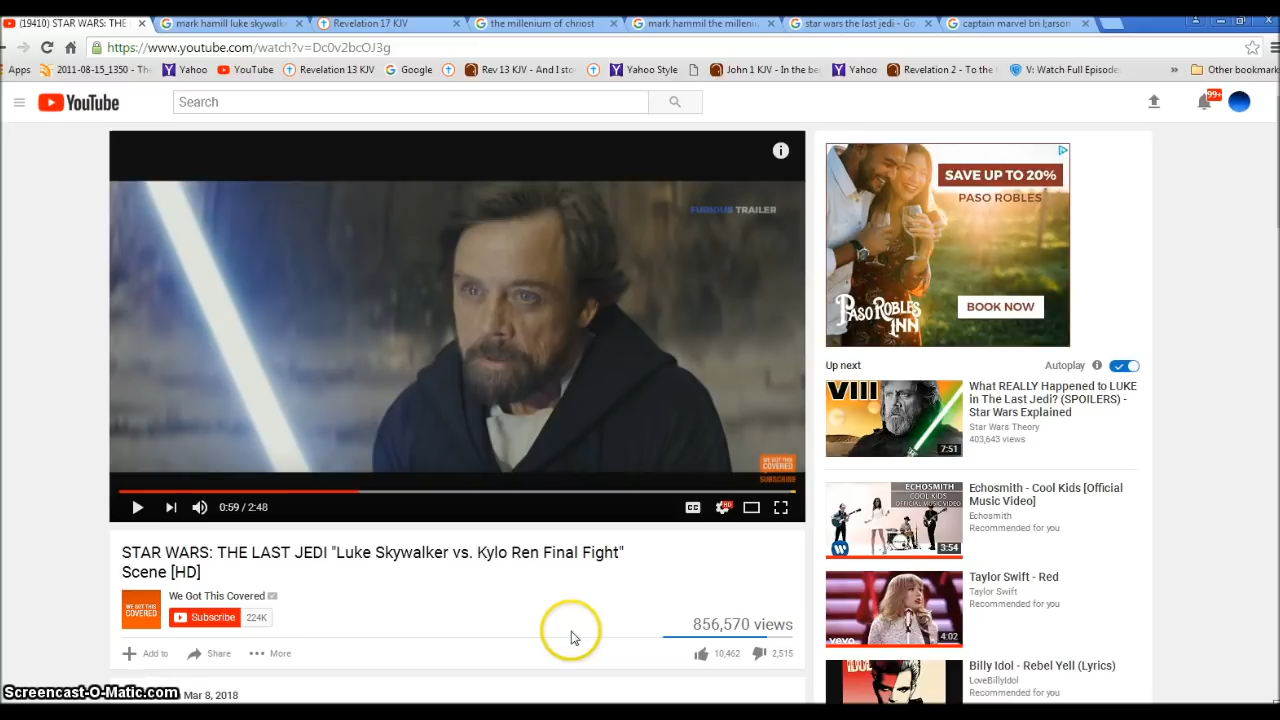 (19410) STAR WARS: THE
mark hamill luke skywalk
Revelation 17 KJV
the millenium of chriost -
mark hammil the millenni
star wars the last jedi - Go
captain marvel bri l;arson
https://www.youtube.com/watch?v=Dc0v2bcOJ3g
Apps
2011-08-15_1350 - Th
Yahoo
YouTube
Revelation 13 KJV
Google
Rev 13 KJV - And I sto
Yahoo Style
John 1 KJV - In the be
Yahoo
Revelation 2 - To the
V: Watch Full Episode
»
Other bookmark
YouTube
Search
99+
FURIOUS TRAILER
WE GOT THIS
COVERED
SUBSCRIBE
0:59 / 2:48
CC
HD
STAR WARS: THE LAST JEDI "Luke Skywalker vs. Kylo Ren Final Fight"
Scene [HD]
WE GOT THIS
COVERED
We Got This Covered
Subscribe
224K
856,570 views
Add to
Share
More
10,462
2,515
Screencast-O-Matic.com
Mar 8, 2018
SAVE UP TO 20%
PASO ROBLES
PASO ROBLES
INN
BOOK NOW
Up next
Autoplay
VIII
7:51
What REALLY Happened to LUKE
in The Last Jedi? (SPOILERS) -
Star Wars Explained
Star Wars Theory
403,643 views
ECHOSMITH
COOL KIDS
OFFICIAL MUSIC VIDEO
3:54
Echosmith - Cool Kids [Official
Music Video]
Echosmith
Recommended for you
vevo
4:02
Taylor Swift - Red
Taylor Swift
Recommended for you
IDOL
Billy Idol - Rebel Yell (Lyrics)
LoveBillyIdol
Recommended for you